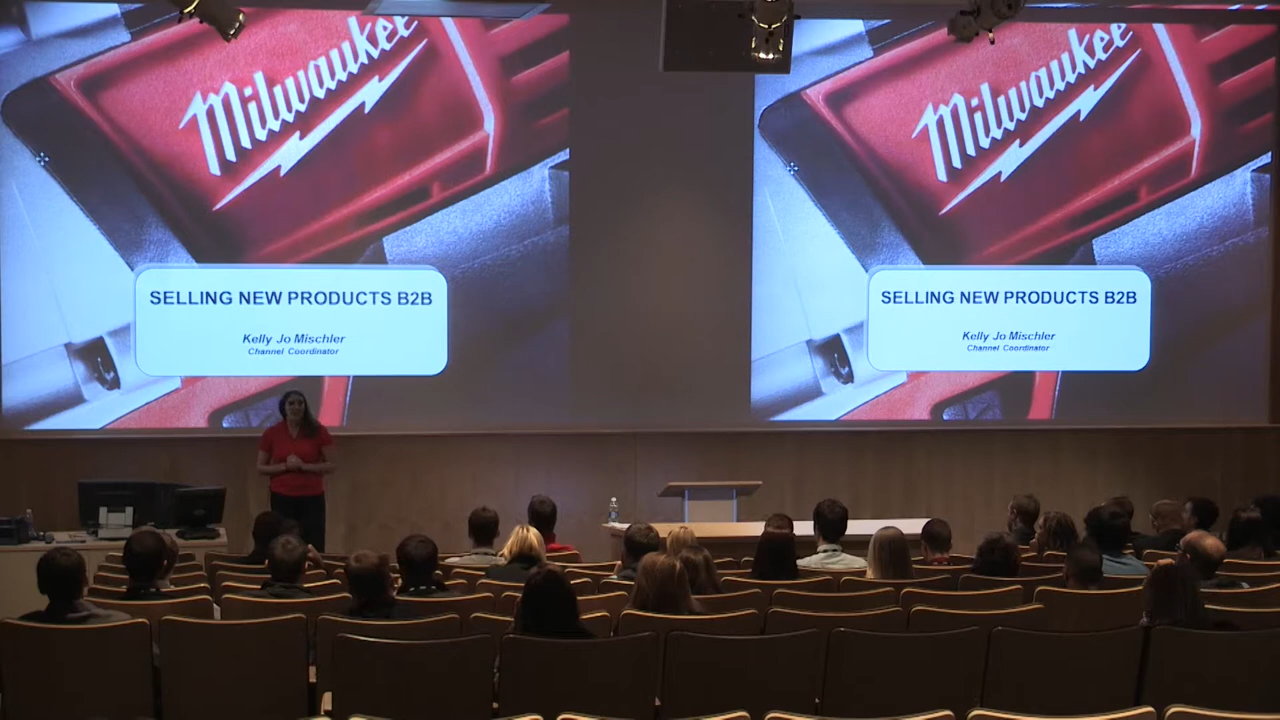 Milwaukee
SELLING NEW PRODUCTS B2B
Kelly Jo Mischler
Channel Coordinator
Milwaukee
SELLING NEW PRODUCTS B2B
Kelly Jo Mischler
Channel Coordinator